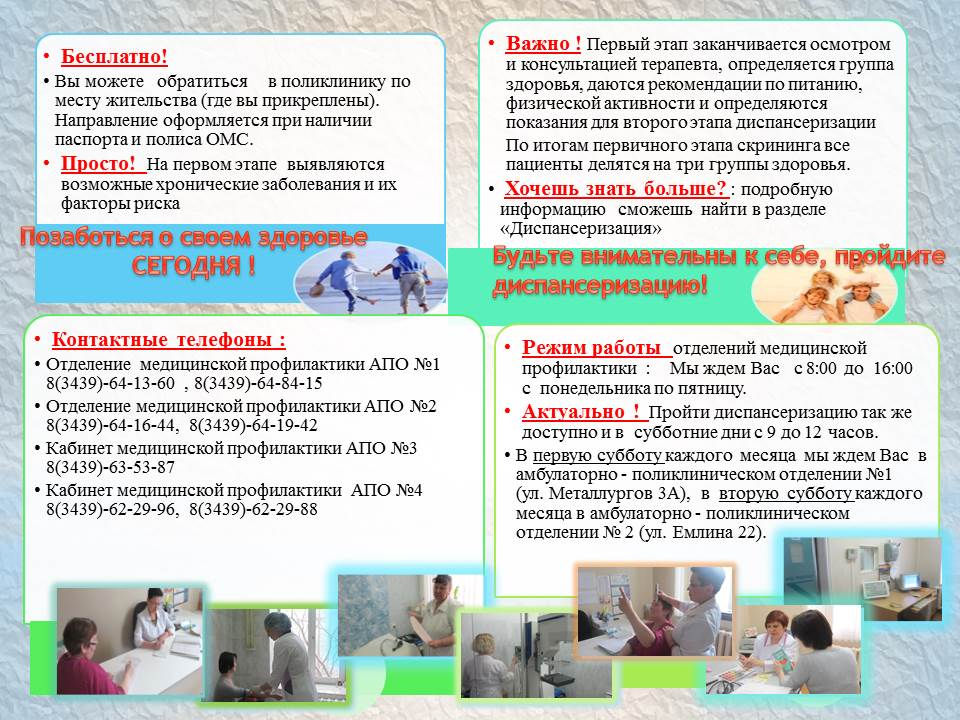 • Бесплатно!
• Вы можете обратиться в поликлинику по
месту жительства (где вы прикреплены).
Направление оформляется при наличии
паспорта и полиса ОМС.
• Просто! На первом этапе выявляются
возможные хронические заболевания и их
факторы риска
Позаботься о своем здоровье
СЕГОДНЯ !
• Важно ! Первый этап заканчивается осмотром
и консультацией терапевта, определяется группа
здоровья, даются рекомендации по питанию,
физической активности и определяются
показания для второго этапа диспансеризации
По итогам первичного этапа скрининга все
пациенты делятся на три группы здоровья.
• Хочешь знать больше? : подробную
информацию сможешь найти в разделе
«Диспансеризация»
Будьте внимательны к себе, пройдите
диспансеризацию!
• Контактные телефоны :
• Отделение медицинской профилактики АПО №1
8(3439)-64-13-60 , 8(3439)-64-84-15
• Отделение медицинской профилактики АПО №2
8(3439)-64-16-44, 8(3439)-64-19-42
• Кабинет медицинской профилактики АПО №3
8(3439)-63-53-87
• Кабинет медицинской профилактики АПО №4
8(3439)-62-29-96, 8(3439)-62-29-88
• Режим работы отделений медицинской
профилактики : Мы ждем Вас с 8:00 до 16:00
с понедельника по пятницу.
• Актуально ! Пройти диспансеризацию так же
доступно и в субботние дни с 9 до 12 часов.
• В первую субботу каждого месяца мы ждем Вас в
амбулаторно - поликлиническом отделении №1
(ул. Металлургов 3А), в вторую субботу каждого
месяца в амбулаторно - поликлиническом
отделении № 2 (ул. Емлина 22).